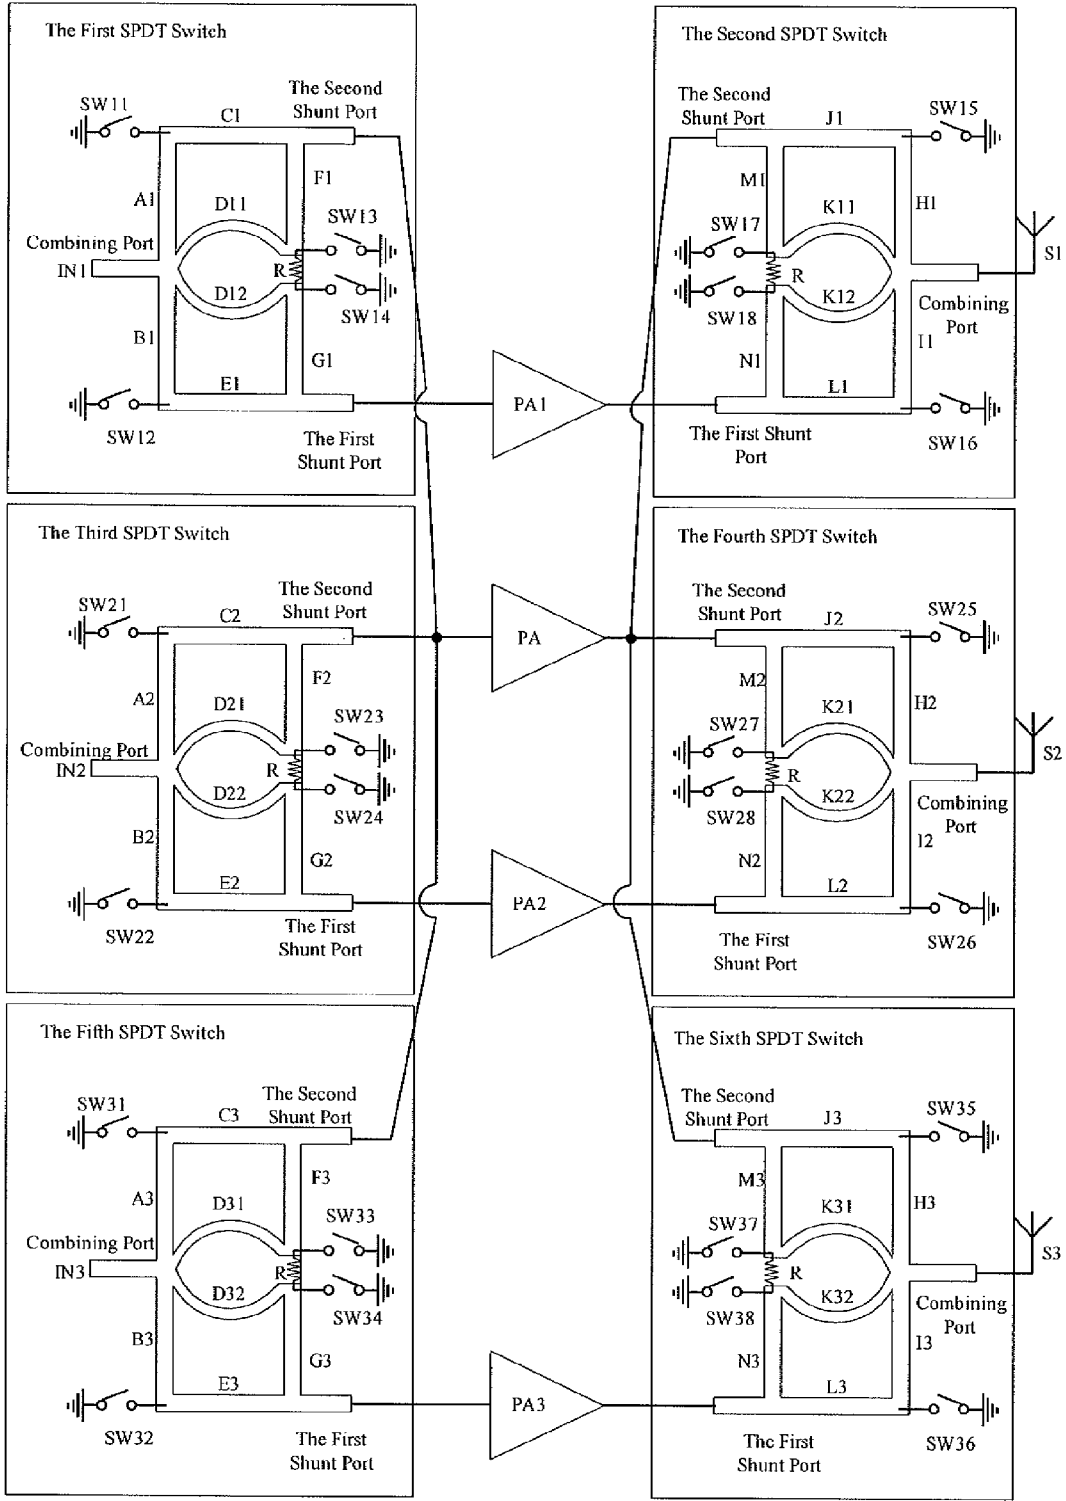 The First SPDT Switch
SW11
C1
The Second
Shunt Port
A1
F1
D11
SW13
Combining Port
IN1
R
D12
SW14
B1
G1
E1
SW12
The First
Shunt Port
PA1
The Second SPDT Switch
The Second
Shunt Port
J1
SW15
M1
K11
H1
SW17
S1
R
K12
SW18
Combining
Port
N1
I1
L1
The First Shunt
Port
SW16
The Third SPDT Switch
SW21
C2
The Second
Shunt Port
A2
F2
D21
SW23
Combining Port
IN2
R
D22
SW24
B2
G2
E2
SW22
The First
Shunt Port
PA
PA2
The Fourth SPDT Switch
The Second
Shunt Port
J2
SW25
M2
K21
H2
SW27
S2
R
K22
SW28
Combining
Port
N2
I2
L2
The First
Shunt Port
SW26
The Fifth SPDT Switch
SW31
C3
The Second
Shunt Port
A3
F3
D31
SW33
Combining Port
IN3
R
D32
SW34
B3
G3
E3
SW32
The First
Shunt Port
PA3
The Sixth SPDT Switch
The Second
Shunt Port
J3
SW35
M3
K31
H3
SW37
S3
R
K32
SW38
Combining
Port
N3
I3
L3
The First
Shunt Port
SW36